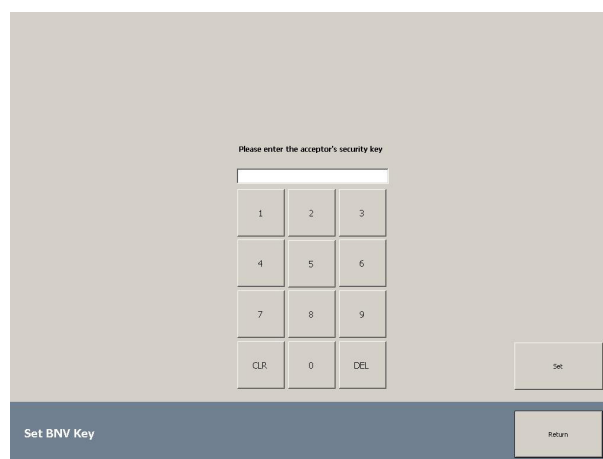 Please enter the acceptor's security key
1 2 3
4 5 6
7 8 9
CLR 0 DEL
Set
Set BNV Key
Return